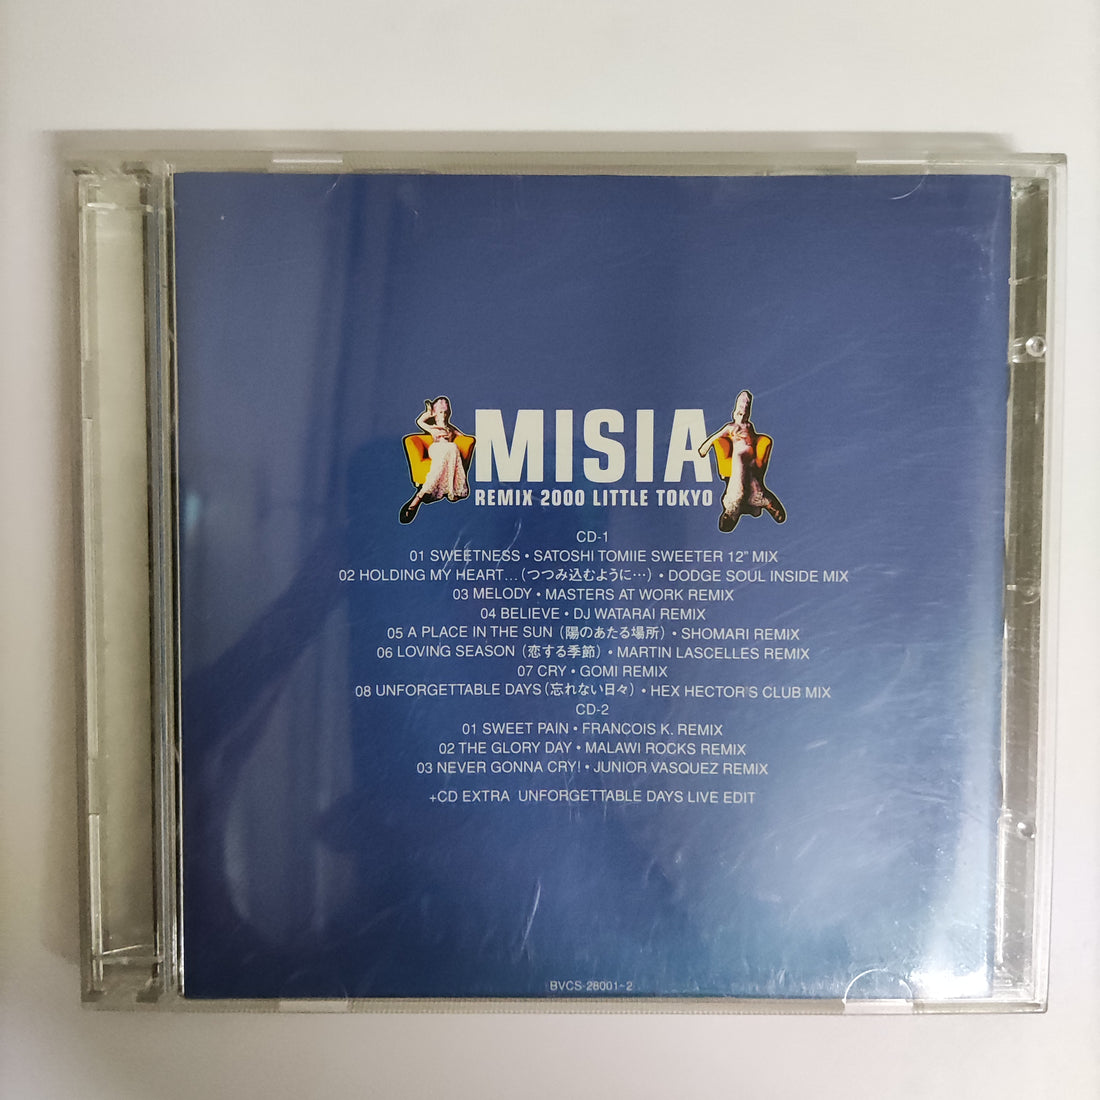 MISIA
REMIX 2000 LITTLE TOKYO
CD-1
01 SWEETNESS • SATOSHI TOMIIE SWEETER 12" MIX
02 HOLDING MY HEART…(つつみ込むように…) • DODGE SOUL INSIDE MIX
03 MELODY • MASTERS AT WORK REMIX
04 BELIEVE • DJ WATARAI REMIX
05 A PLACE IN THE SUN (陽のあたる場所) • SHOMARI REMIX
06 LOVING SEASON (恋する季節) • MARTIN LASCELLES REMIX
07 CRY • GOMI REMIX
08 UNFORGETTABLE DAYS (忘れない日々) • HEX HECTOR'S CLUB MIX
CD-2
01 SWEET PAIN • FRANCOIS K. REMIX
02 THE GLORY DAY • MALAWI ROCKS REMIX
03 NEVER GONNA CRY! • JUNIOR VASQUEZ REMIX
+CD EXTRA UNFORGETTABLE DAYS LIVE EDIT
BVCS-28001~2